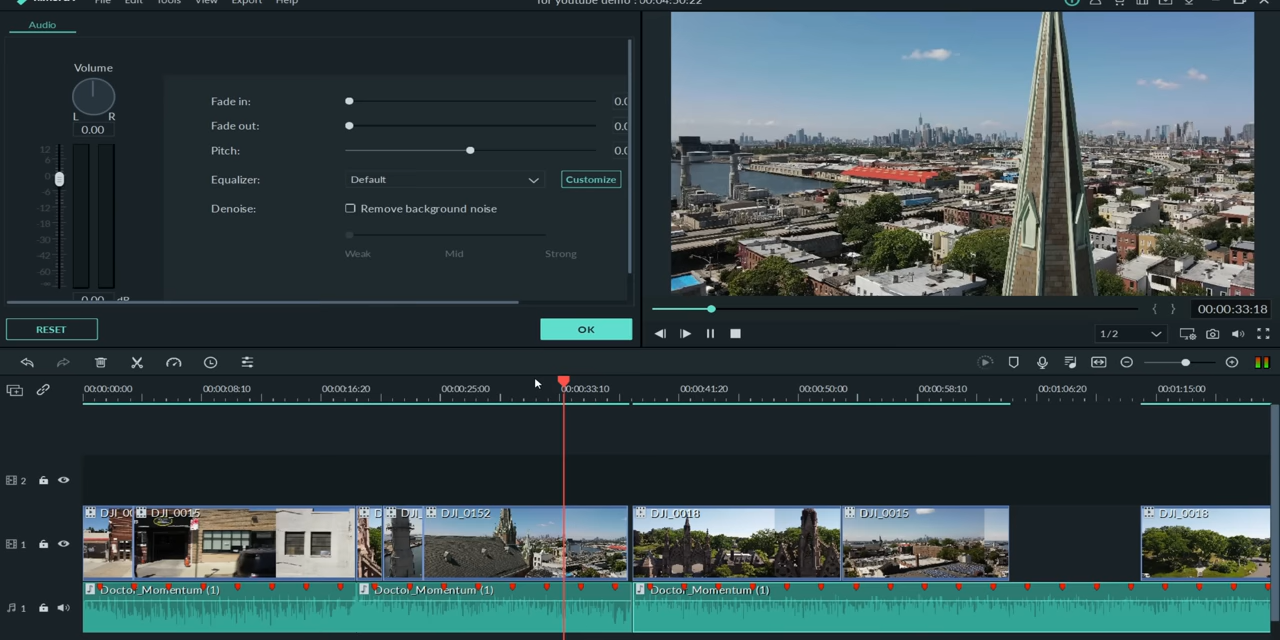 File Edit Tools View Export Help
for youtube demo : 00:04:50:22
Audio
Volume
L R
0.00
12
6
0
-6
-12
-18
-30
-42
-60
-∞
0.00 dB
Fade in: 0.0
Fade out: 0.0
Pitch: 0.0
Equalizer: Default Customize
Denoise: Remove background noise
Weak Mid Strong
RESET OK
00:00:33:18
1/2
00:00:00:00 00:00:08:10 00:00:16:20 00:00:25:00 00:00:33:10 00:00:41:20 00:00:50:00 00:00:58:10 00:01:06:20 00:01:15:00
2
DJI_00 DJI_0015 D DJI_ DJI_0152 DJI_0018 DJI_0015 DJI_0018
1
Doctor_Momentum (1) Doctor_Momentum (1) Doctor_Momentum (1)
1